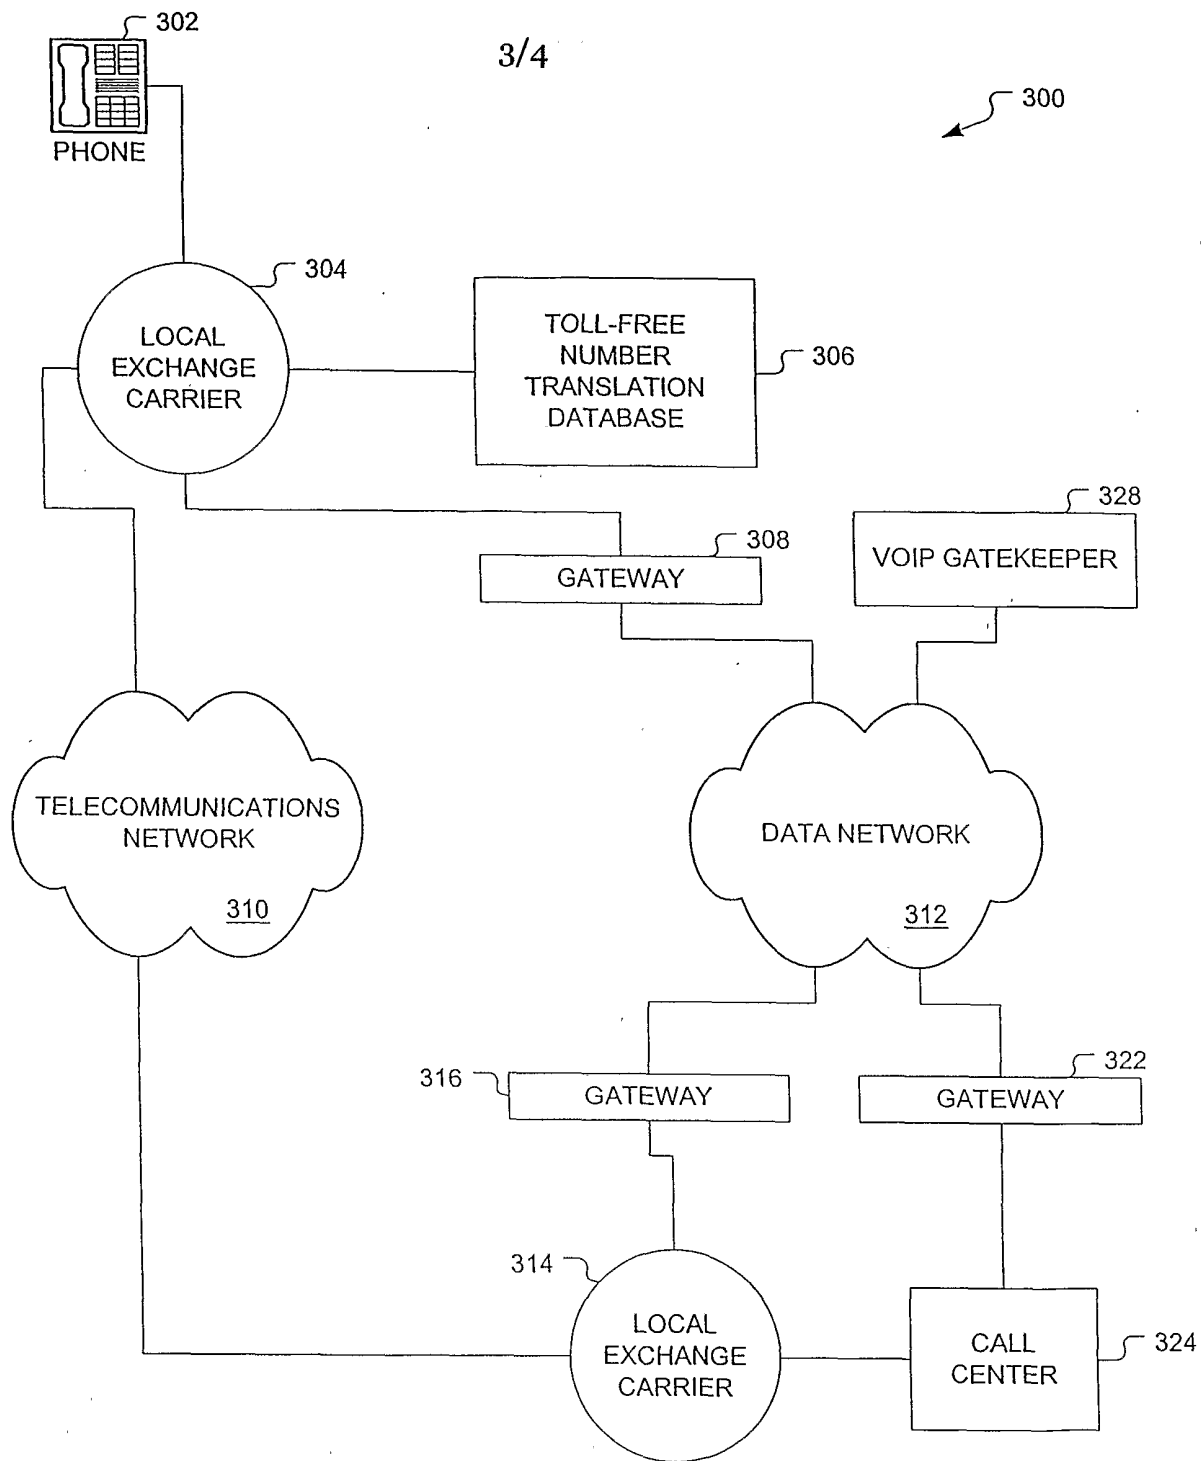 302
3/4
300
PHONE
304
LOCAL
EXCHANGE
CARRIER
TOLL-FREE
NUMBER
TRANSLATION
DATABASE
306
328
308
GATEWAY
VOIP GATEKEEPER
TELECOMMUNICATIONS
NETWORK
310
DATA NETWORK
312
316
GATEWAY
322
GATEWAY
314
LOCAL
EXCHANGE
CARRIER
CALL
CENTER
324